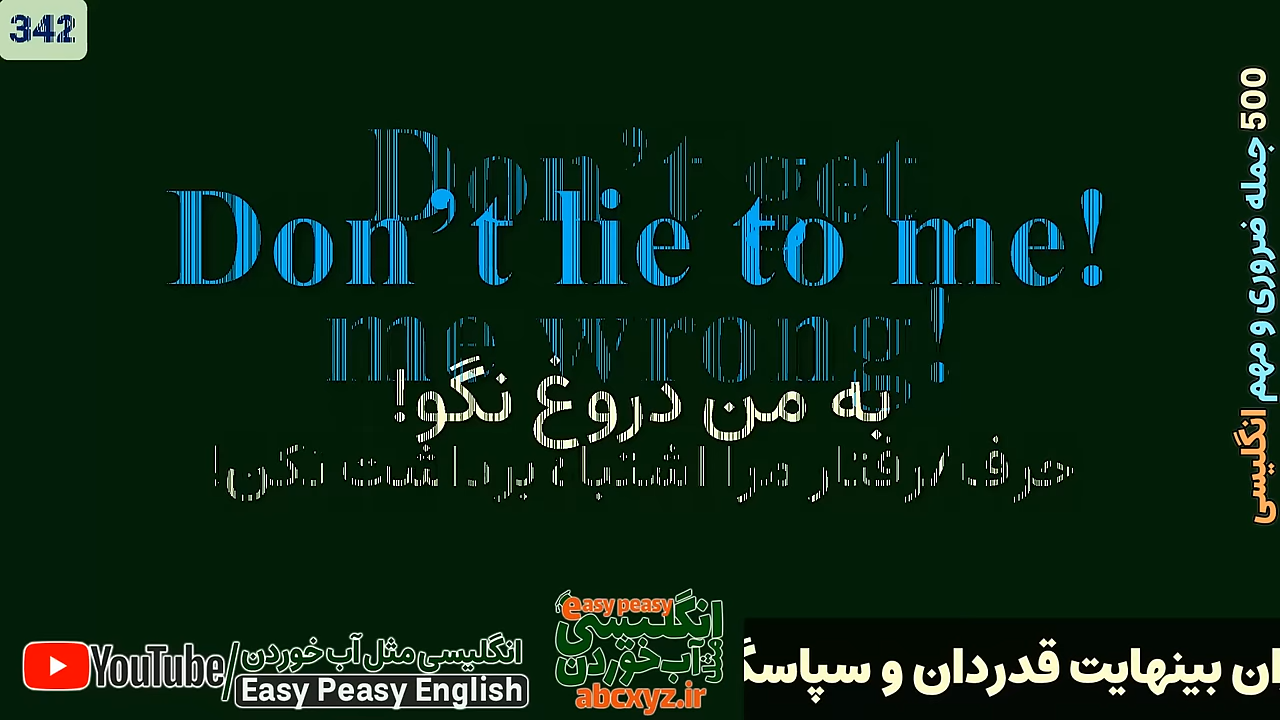 342
Don't get
Don't lie to me!
me wrong!
به من دروغ نگو!
حرف/رفتار مرا اشتباه برداشت نکن!
500 جمله ضروری و مهم انگلیسی
YouTube/انگلیسی مثل آب خوردن
Easy Peasy English
easy peasy
انگلیسی
مثل آب خوردن
abcxyz.ir
بینهایت قدردان و